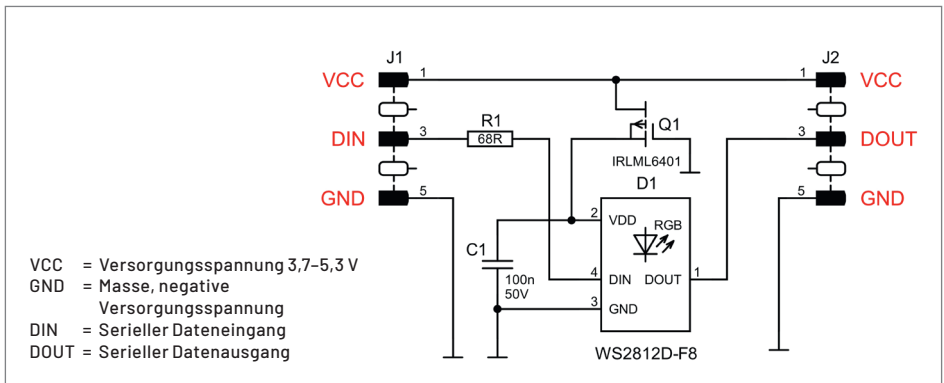 J1
J2
VCC
1
1
VCC
R1
Q1
DIN
3
68R
3
DOUT
IRLML6401
D1
GND
5
5
GND
2
VDD
RGB
C1
100n
50V
4
DIN
DOUT
1
3
GND
WS2812D-F8
VCC = Versorgungsspannung 3,7–5,3 V
GND = Masse, negative
Versorgungsspannung
DIN = Serieller Dateneingang
DOUT = Serieller Datenausgang